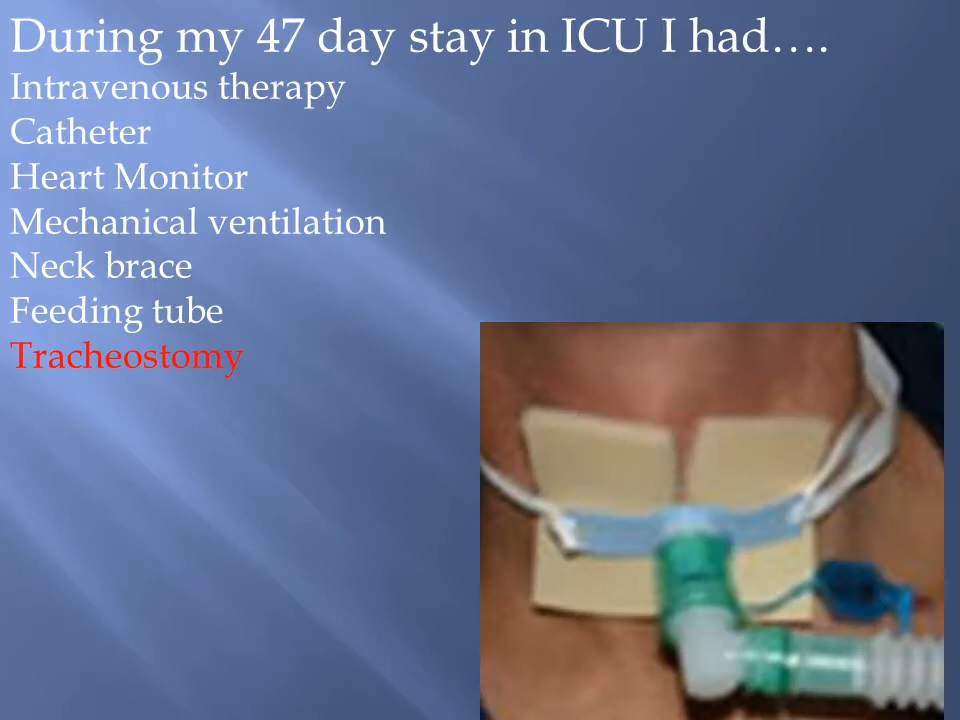 During my 47 day stay in ICU I had….
Intravenous therapy
Catheter
Heart Monitor
Mechanical ventilation
Neck brace
Feeding tube
Tracheostomy